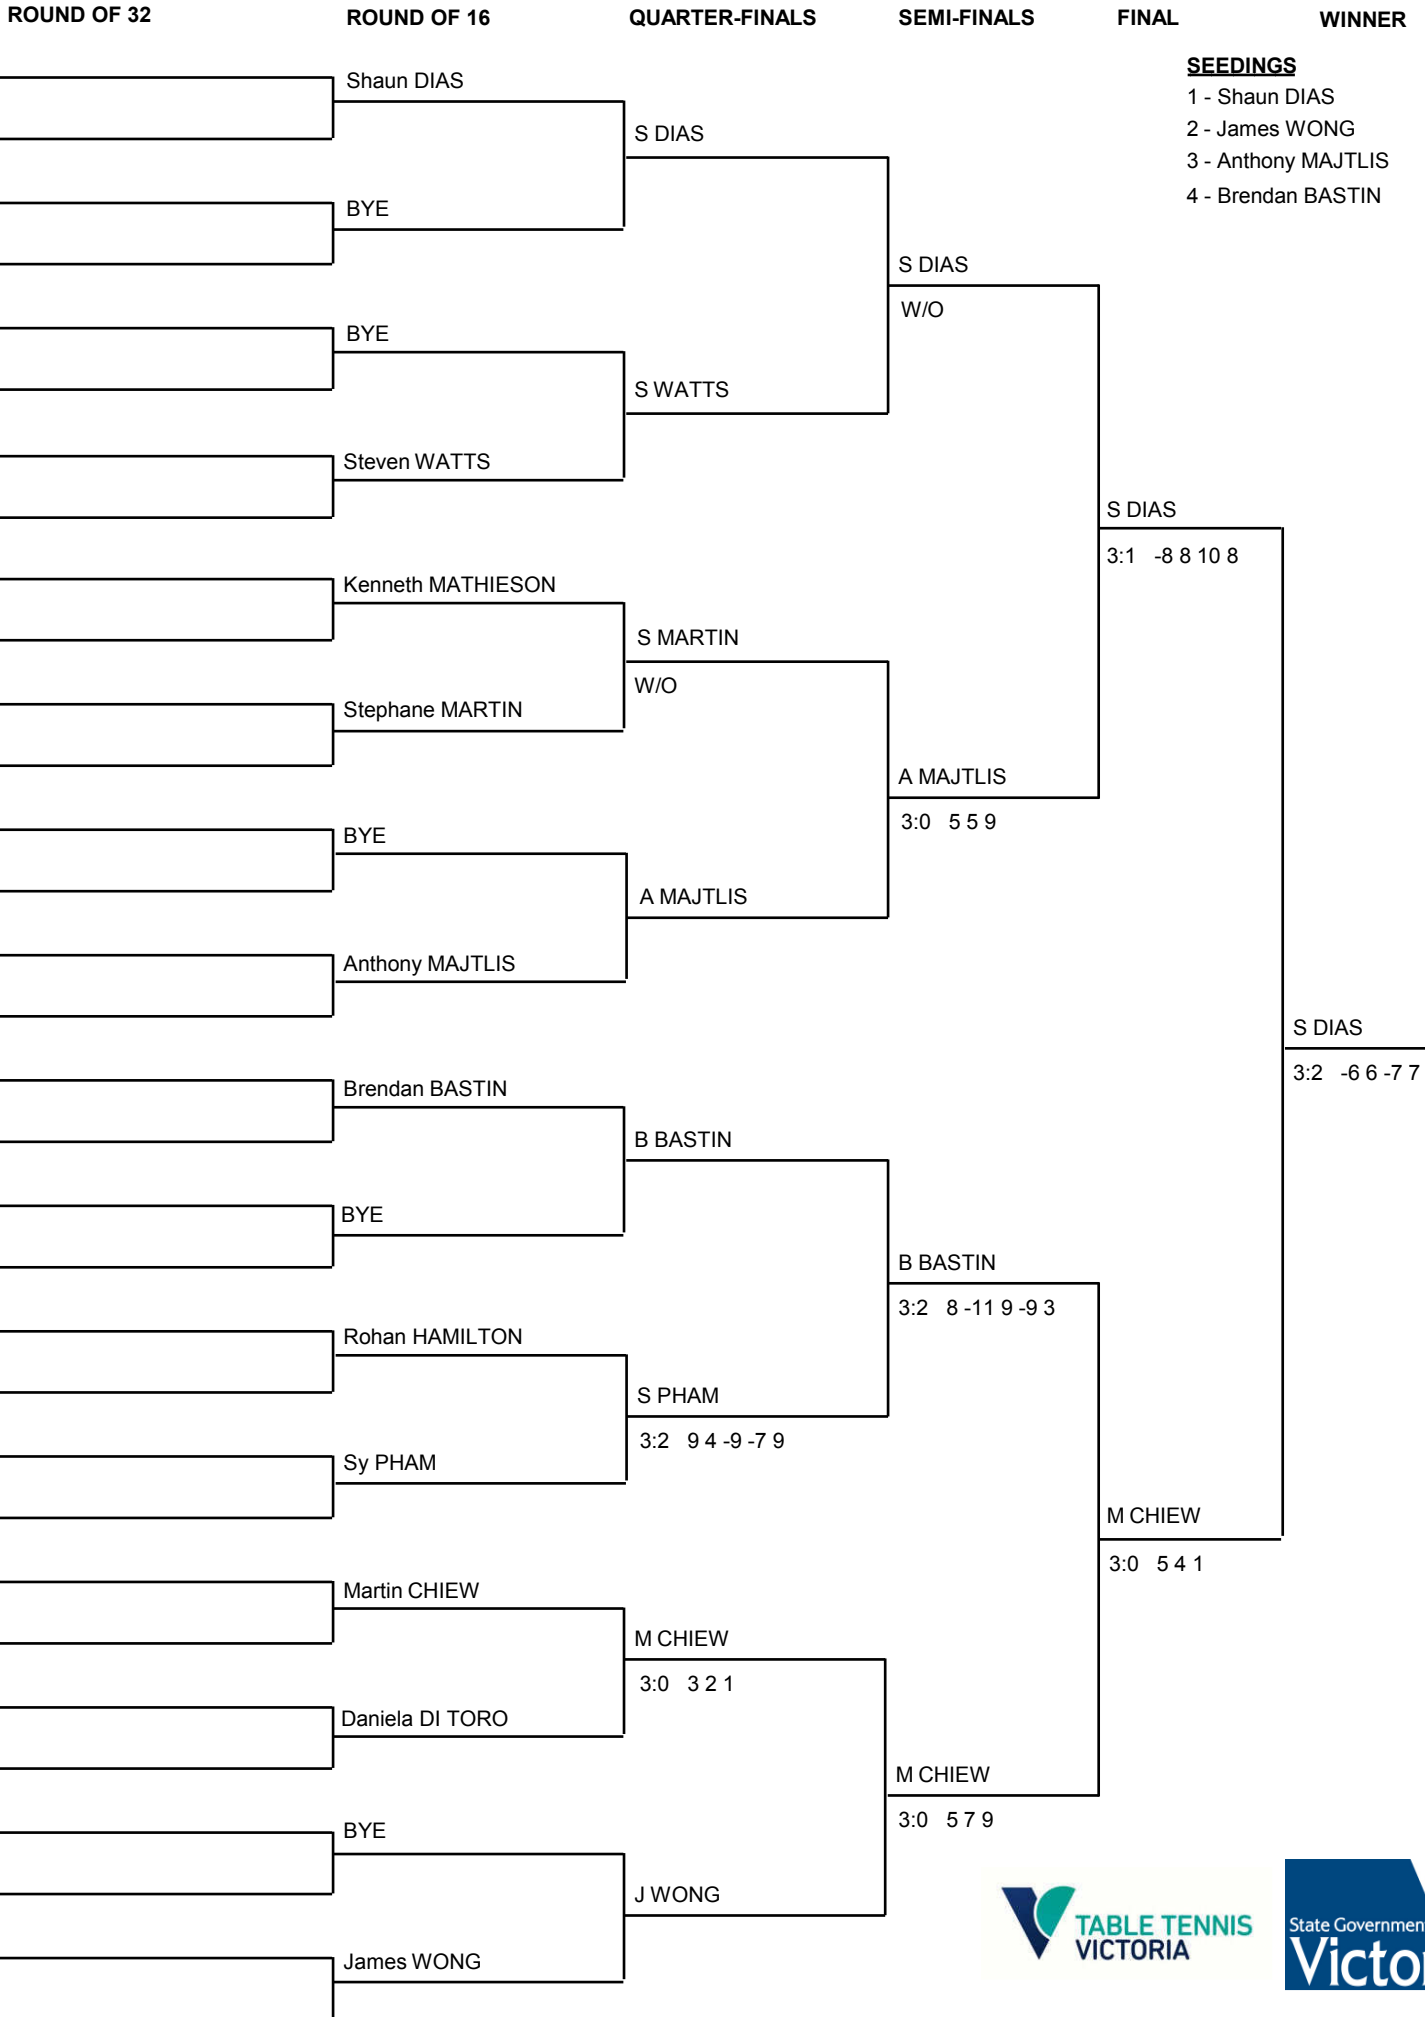 ROUND OF 32 ROUND OF 16 QUARTER-FINALS SEMI-FINALS FINAL WINNER
SEEDINGS
1 - Shaun DIAS
2 - James WONG
3 - Anthony MAJTLIS
4 - Brendan BASTIN
Shaun DIAS
S DIAS
BYE
S DIAS
W/O
BYE
S WATTS
Steven WATTS
S DIAS
3:1 -8 8 10 8
Kenneth MATHIESON
S MARTIN
W/O
Stephane MARTIN
A MAJTLIS
3:0 5 5 9
BYE
A MAJTLIS
Anthony MAJTLIS
S DIAS
3:2 -6 6 -7 7
Brendan BASTIN
B BASTIN
BYE
B BASTIN
3:2 8 -11 9 -9 3
Rohan HAMILTON
S PHAM
3:2 9 4 -9 -7 9
Sy PHAM
M CHIEW
3:0 5 4 1
Martin CHIEW
M CHIEW
3:0 3 2 1
Daniela DI TORO
M CHIEW
3:0 5 7 9
BYE
J WONG
James WONG
TABLE TENNIS
VICTORIA
State Governmen
Victo